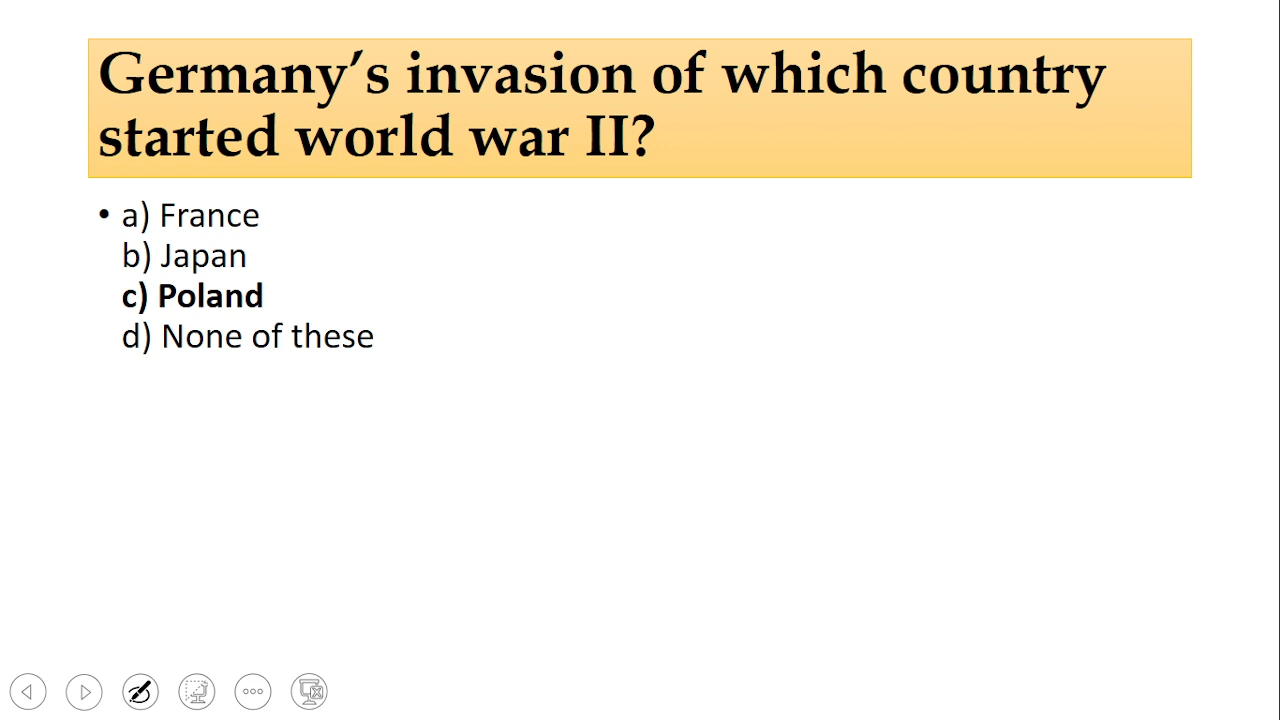 Germany’s invasion of which country
started world war II?
• a) France
b) Japan
c) Poland
d) None of these